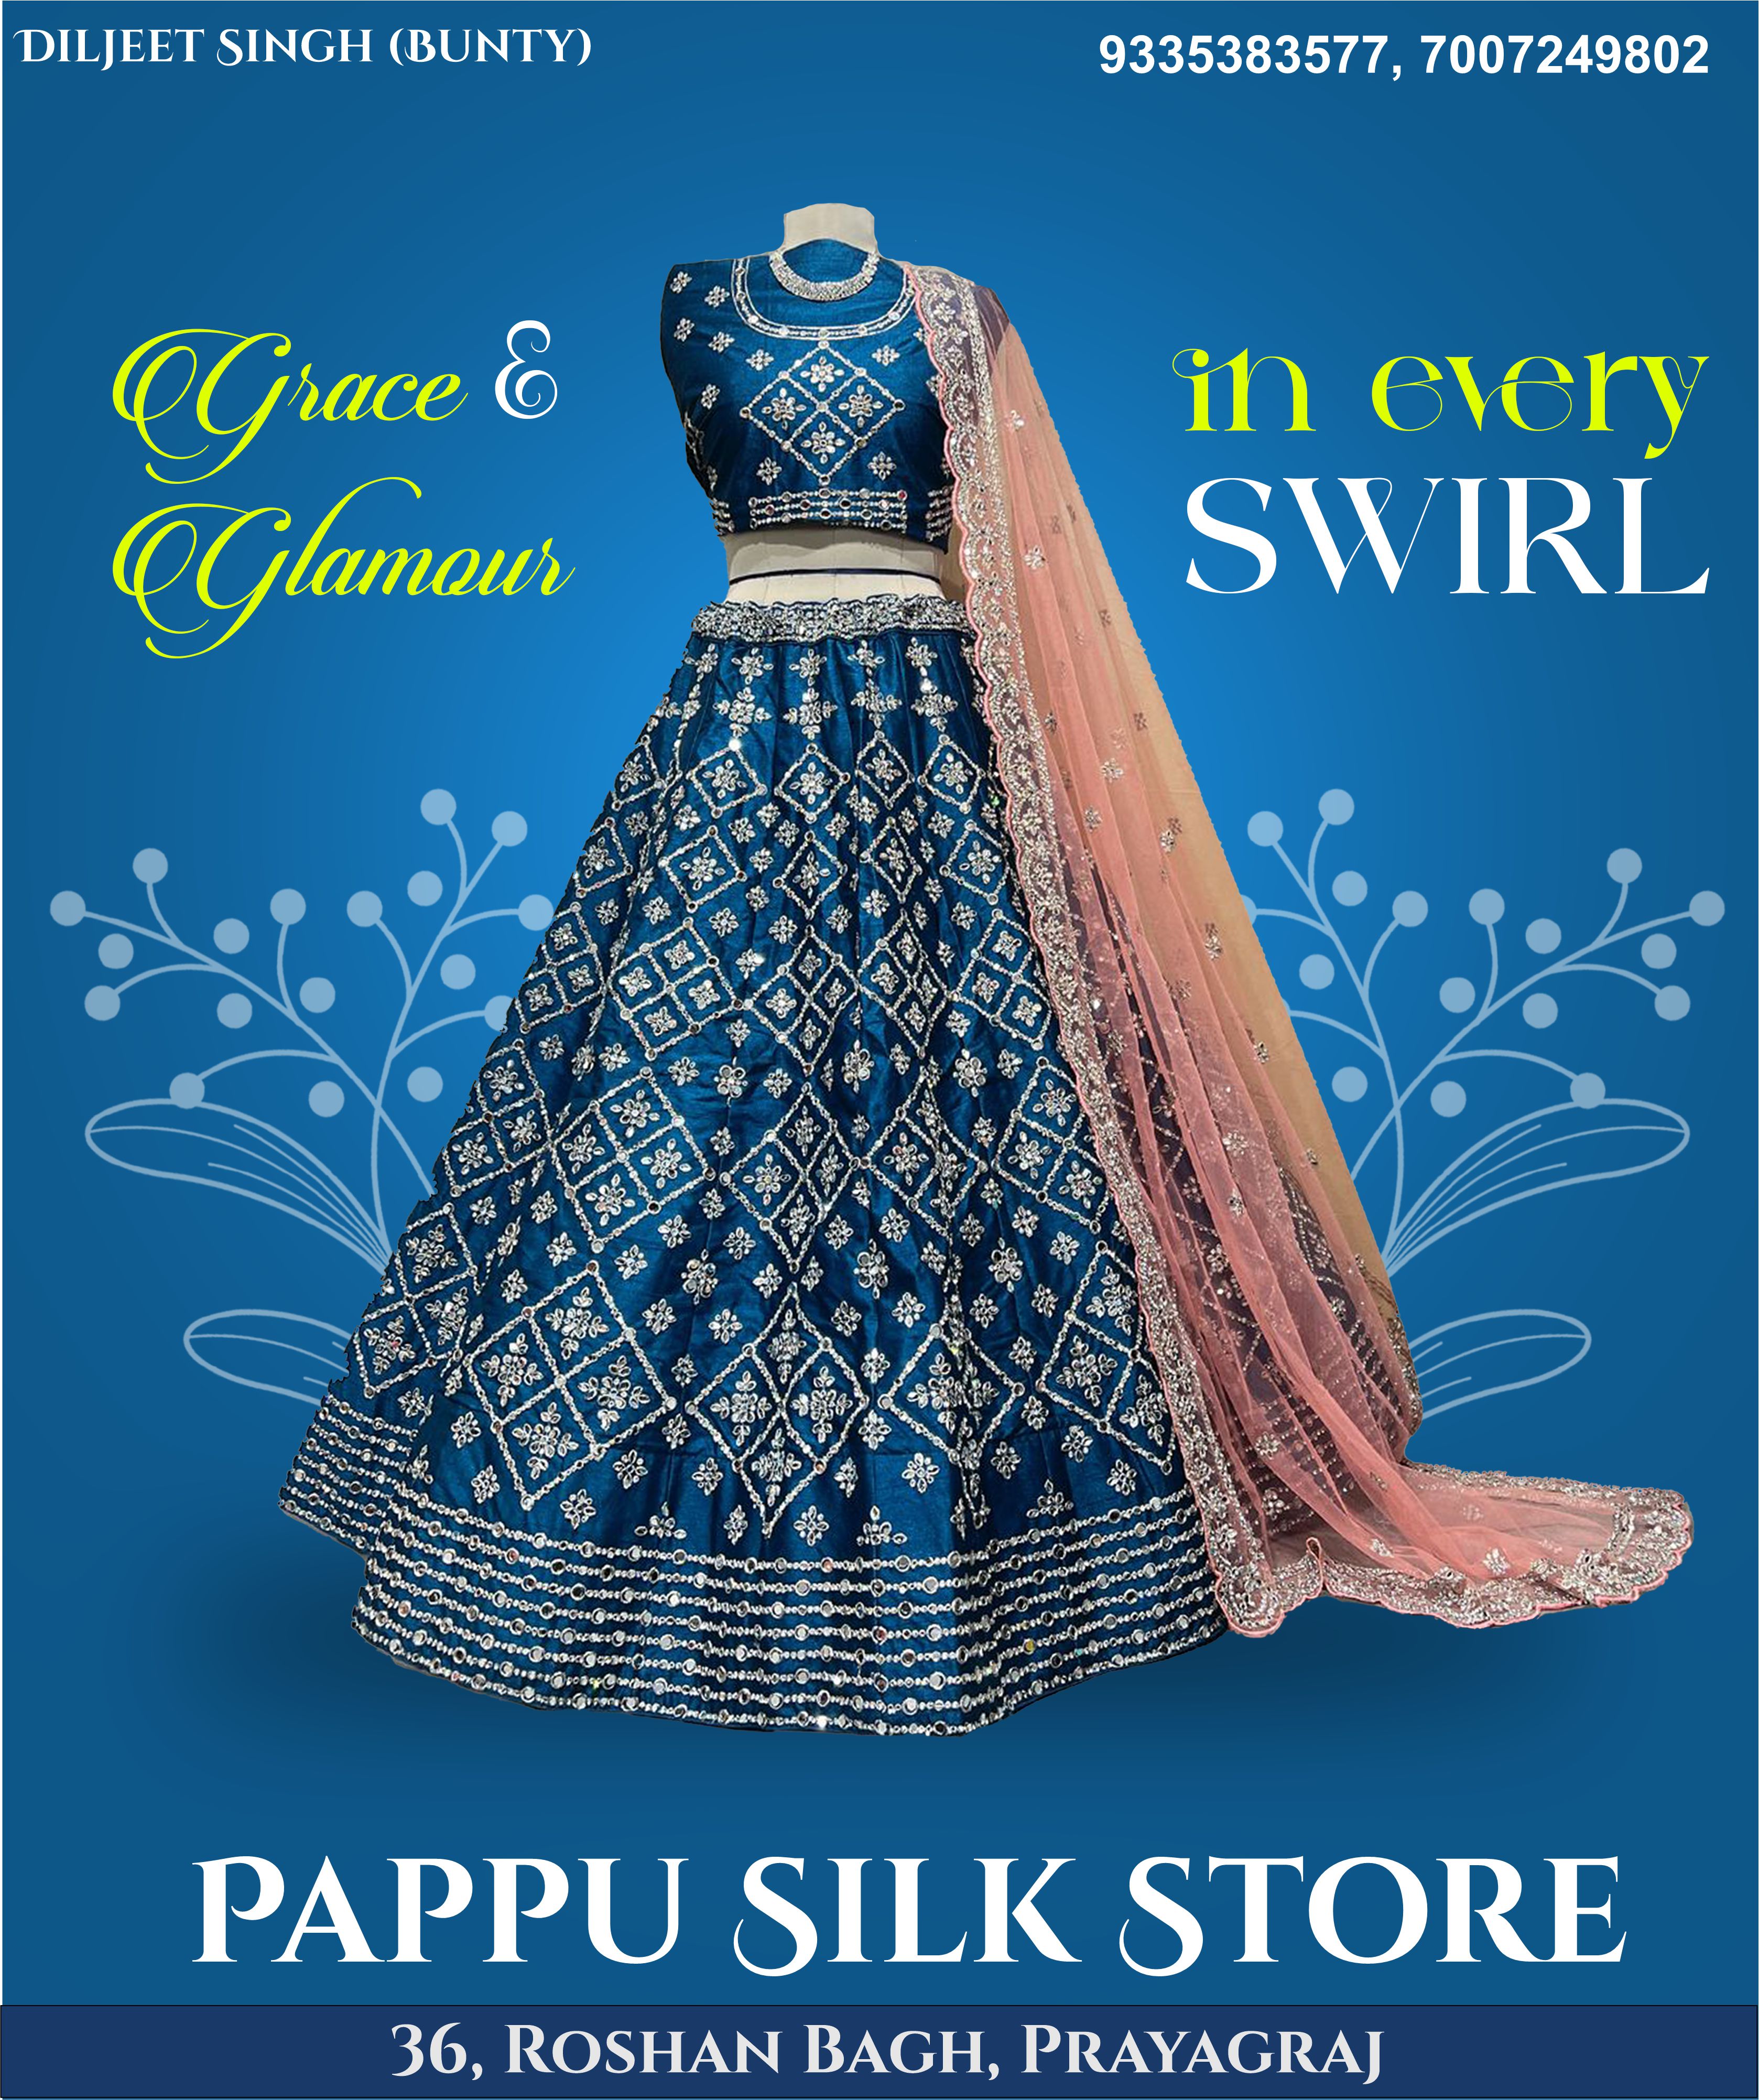 Diljeet Singh (Bunty)
9335383577, 7007249802
Grace &
Glamour
in every
SWIRL
Pappu Silk Store
36, Roshan Bagh, Prayagraj